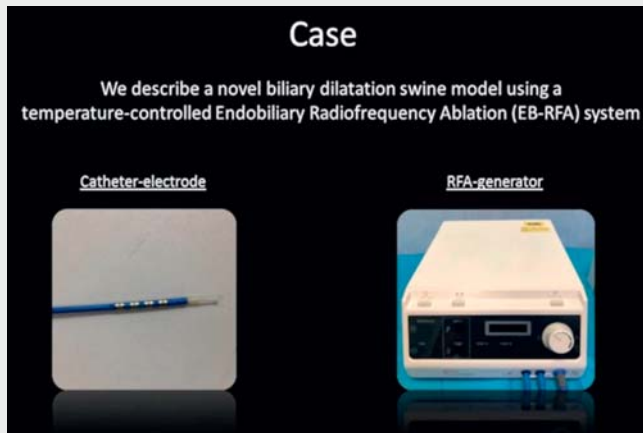 Case
We describe a novel biliary dilatation swine model using a
temperature-controlled Endobiliary Radiofrequency Ablation (EB-RFA) system
Catheter-electrode
RFA-generator